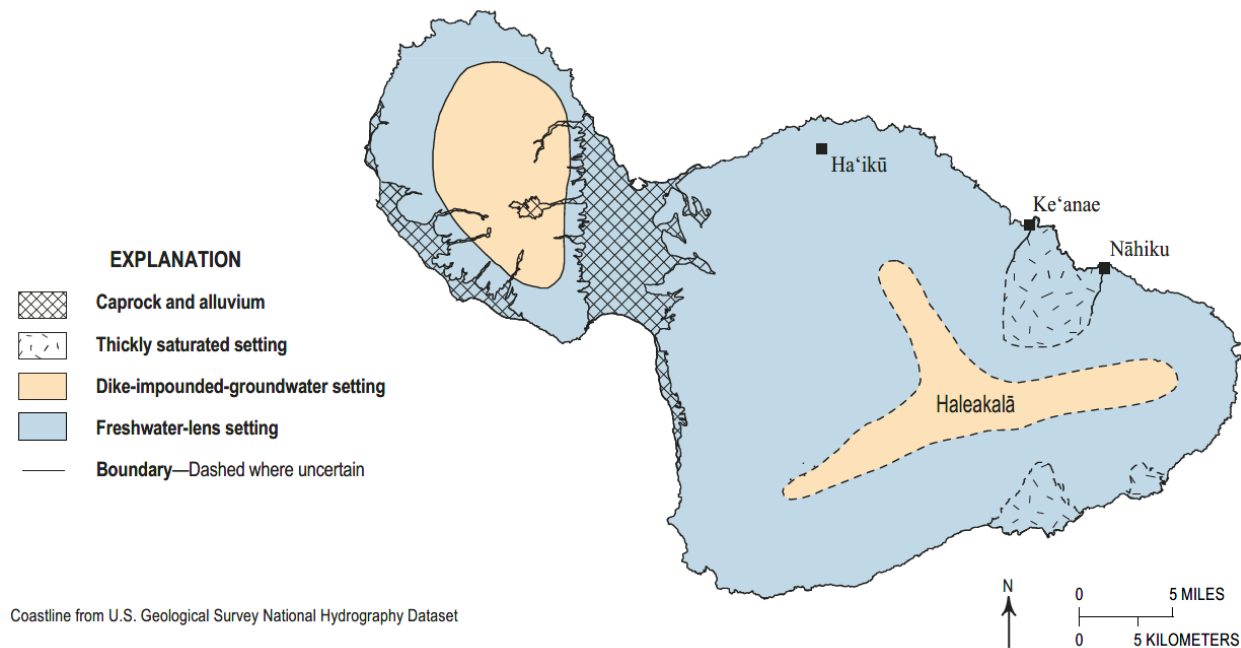 Haʻikū
Keʻanae
Nāhiku
Haleakalā
EXPLANATION
Caprock and alluvium
Thickly saturated setting
Dike-impounded-groundwater setting
Freshwater-lens setting
Boundary—Dashed where uncertain
Coastline from U.S. Geological Survey National Hydrography Dataset
N
0 5 MILES
0 5 KILOMETERS